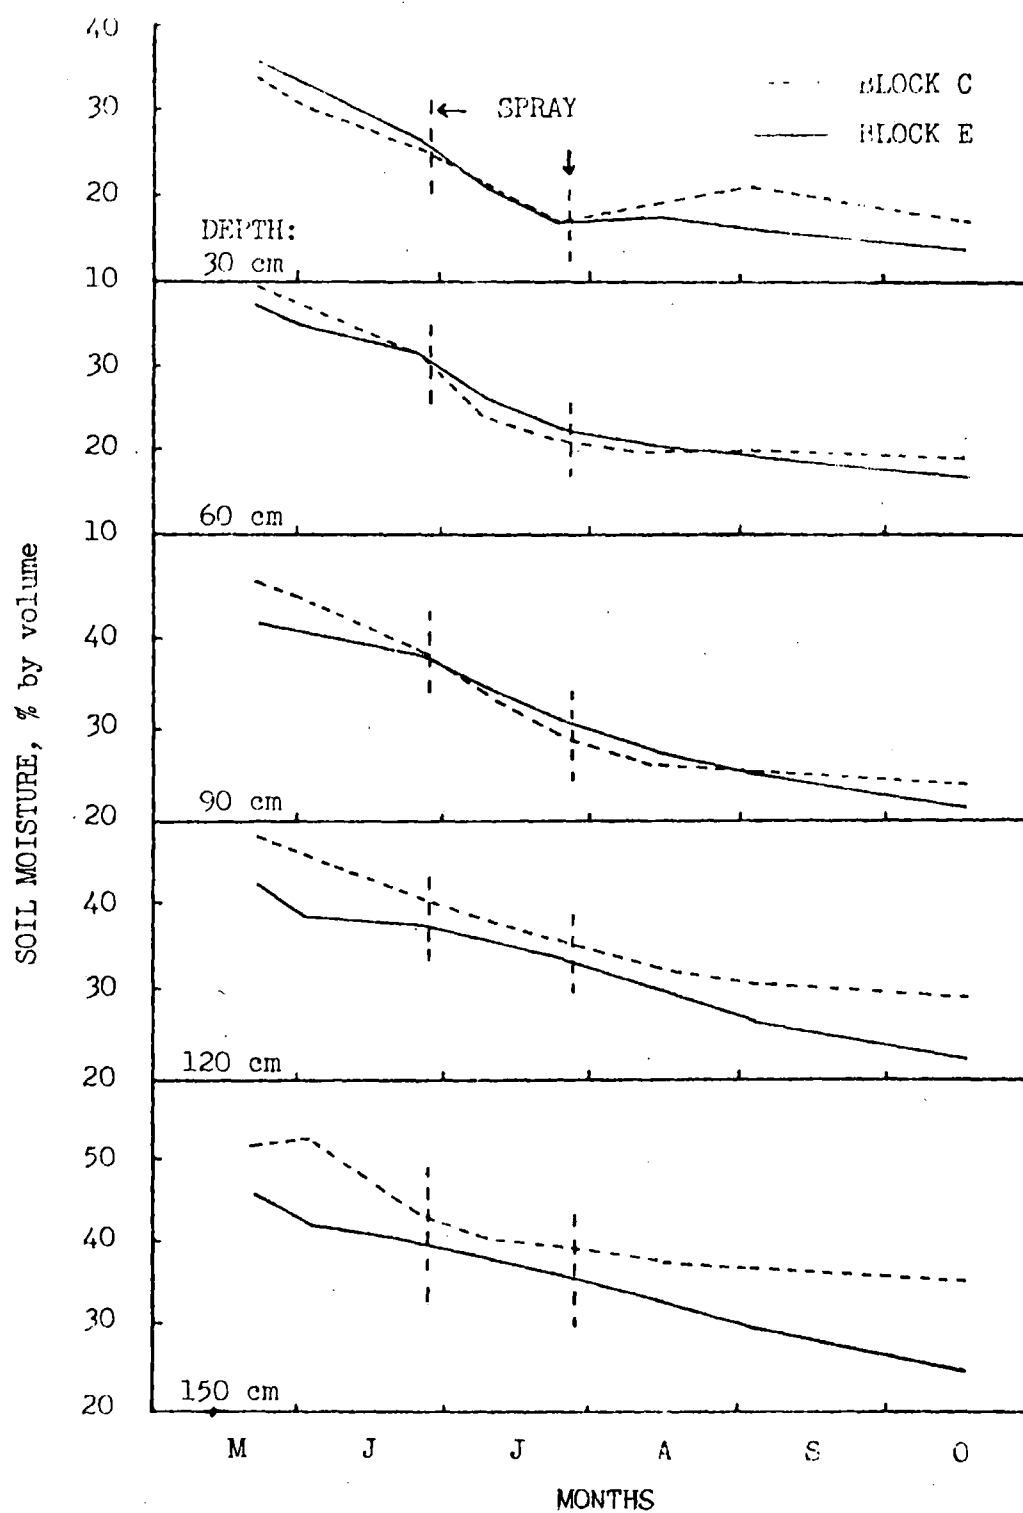 40
BLOCK C
30
← SPRAY
BLOCK E
↓
20
DEPTH:
30 cm
10
30
20
60 cm
10
40
30
90 cm
20
40
30
120 cm
20
50
40
30
150 cm
20
SOIL MOISTURE, % by volume
M J J A S O
MONTHS